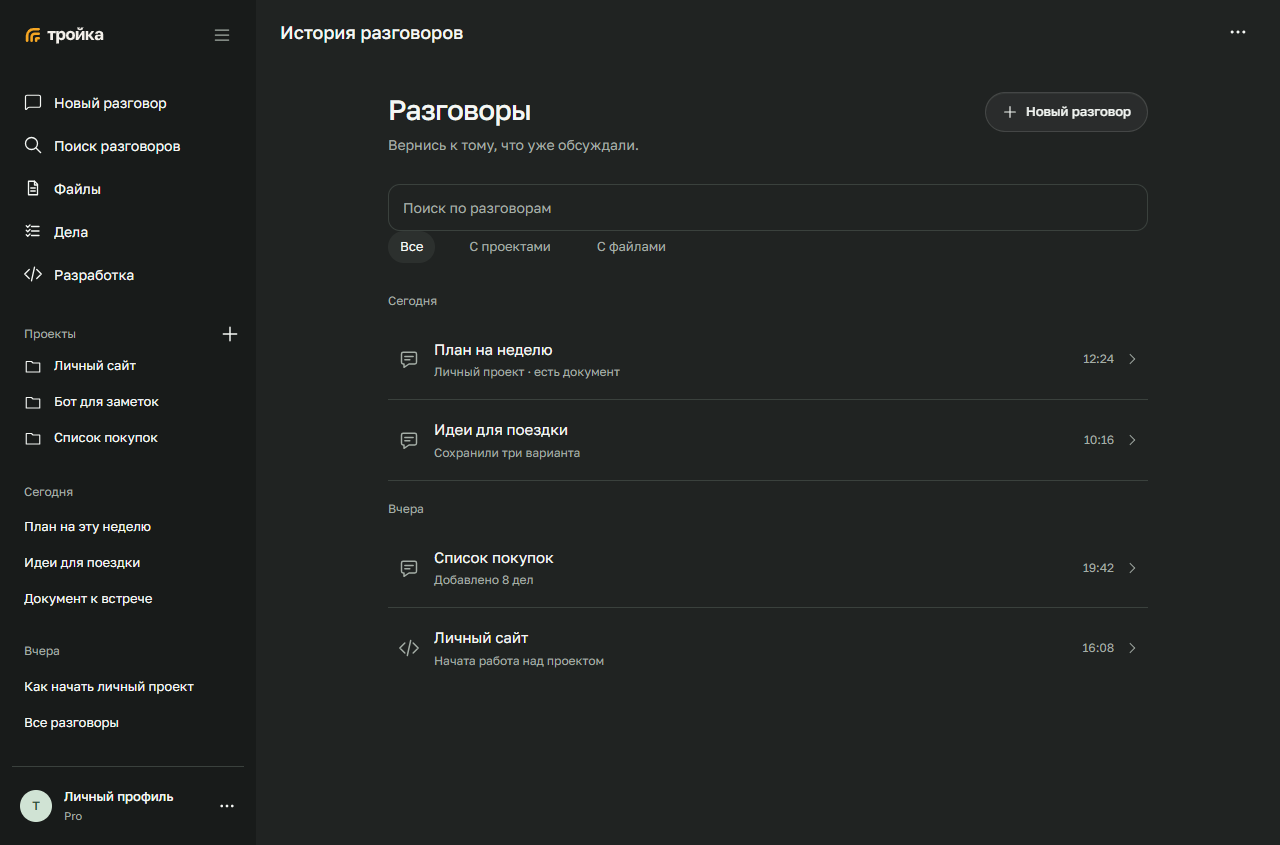 тройка
Новый разговор
Поиск разговоров
Файлы
Дела
Разработка
Проекты
Личный сайт
Бот для заметок
Список покупок
Сегодня
План на эту неделю
Идеи для поездки
Документ к встрече
Вчера
Как начать личный проект
Все разговоры
Т
Личный профиль
Pro
История разговоров
Разговоры
Новый разговор
Вернись к тому, что уже обсуждали.
Поиск по разговорам
Все С проектами С файлами
Сегодня
План на неделю
Личный проект · есть документ
12:24
Идеи для поездки
Сохранили три варианта
10:16
Вчера
Список покупок
Добавлено 8 дел
19:42
Личный сайт
Начата работа над проектом
16:08